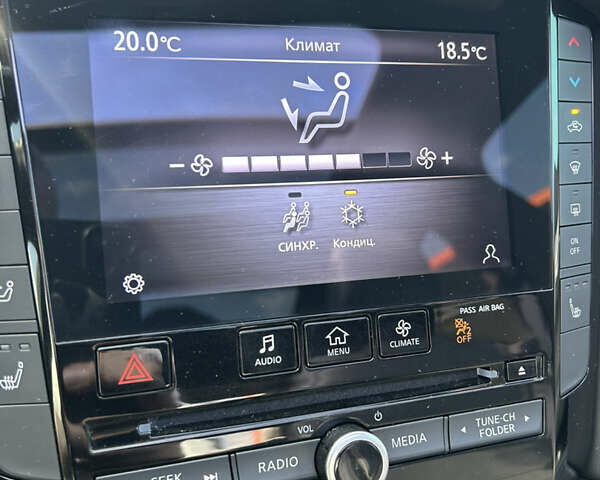 20.0°C Климат 18.5°C
− +
СИНХР. Кондиц.
ON
OFF
PASS AIR BAG
OFF
AUDIO
MENU
CLIMATE
VOL
SEEK
RADIO
MEDIA
TUNE·CH
FOLDER